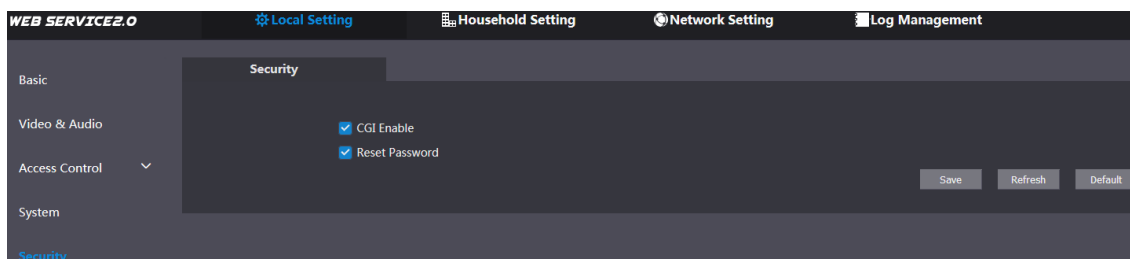 WEB SERVICE2.0 Local Setting Household Setting Network Setting Log Management
Basic
Security
Video & Audio
CGI Enable
Reset Password
Access Control
Save Refresh Default
System
Security